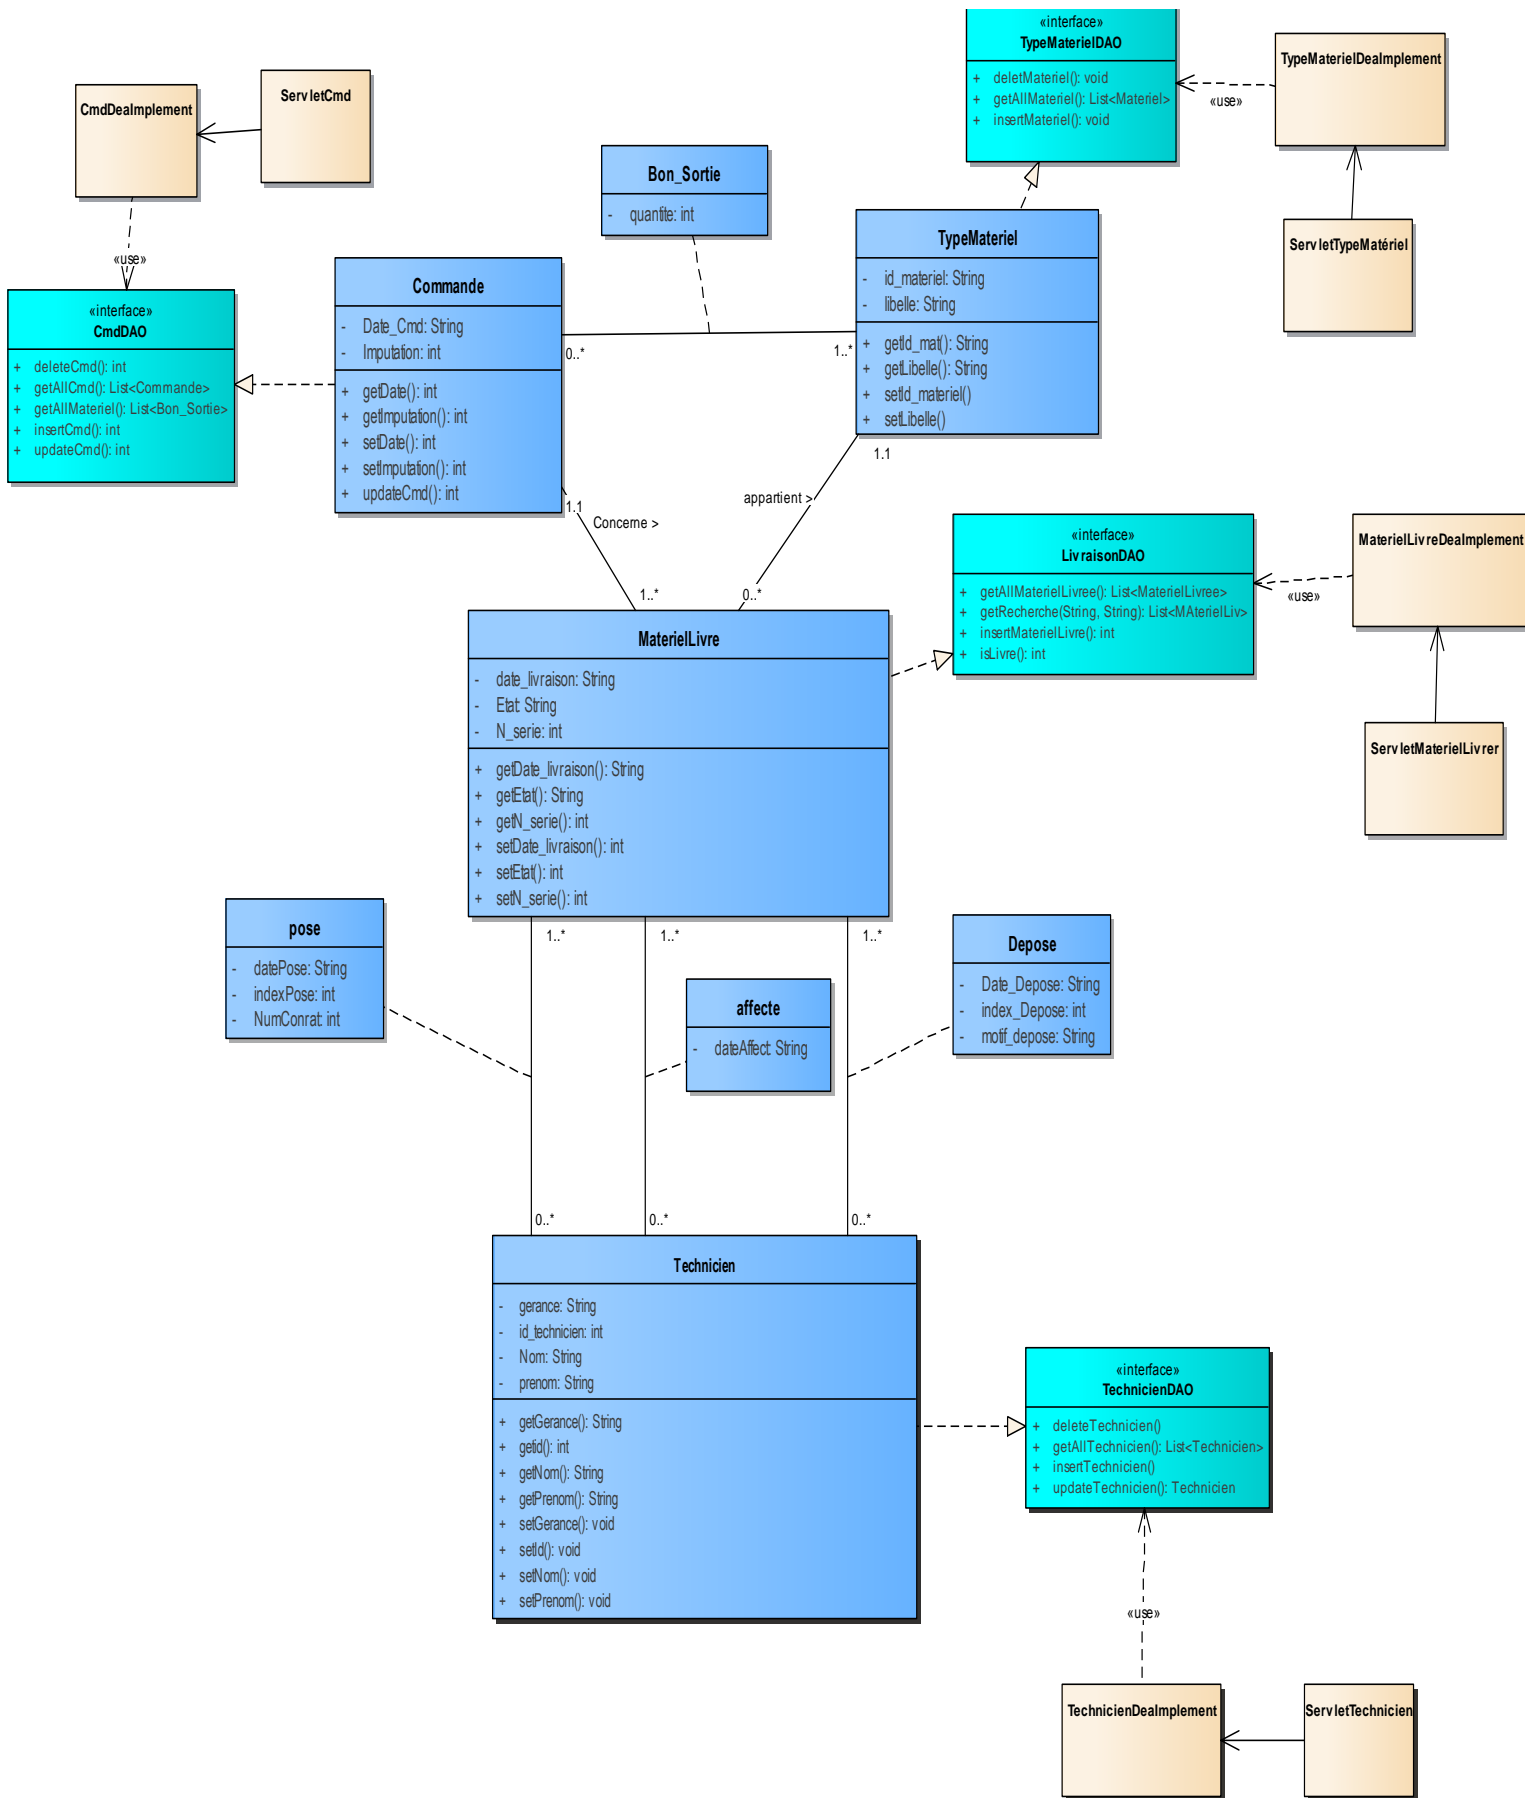 «interface»
TypeMaterielDAO
+ deletMateriel(): void
+ getAllMateriel(): List<Materiel>
+ insertMateriel(): void
TypeMaterielDeaImplement
«use»
ServletTypeMatériel
CmdDeaImplement
ServletCmd
«use»
«interface»
CmdDAO
+ deleteCmd(): int
+ getAllCmd(): List<Commande>
+ getAllMateriel(): List<Bon_Sortie>
+ insertCmd(): int
+ updateCmd(): int
Bon_Sortie
- quantite: int
Commande
- Date_Cmd: String
- Imputation: int
+ getDate(): int
+ getImputation(): int
+ setDate(): int
+ setImputation(): int
+ updateCmd(): int
0..*
1..*
TypeMateriel
- id_materiel: String
- libelle: String
+ getId_mat(): String
+ getLibelle(): String
+ setId_materiel()
+ setLibelle()
1.1
Concerne >
1..*
1.1
appartient >
0..*
«interface»
LivraisonDAO
+ getAllMaterielLivree(): List<MaterielLivree>
+ getRecherche(String, String): List<MAterielLiv>
+ insertMaterielLivre(): int
+ isLivre(): int
MaterielLivreDeaImplement
«use»
ServletMaterielLivrer
MaterielLivre
- date_livraison: String
- Etat: String
- N_serie: int
+ getDate_livraison(): String
+ getEtat(): String
+ getN_serie(): int
+ setDate_livraison(): int
+ setEtat(): int
+ setN_serie(): int
1..*
1..*
1..*
pose
- datePose: String
- indexPose: int
- NumConrat: int
affecte
- dateAffect: String
Depose
- Date_Depose: String
- index_Depose: int
- motif_depose: String
0..*
0..*
0..*
Technicien
- gerance: String
- id_technicien: int
- Nom: String
- prenom: String
+ getGerance(): String
+ getid(): int
+ getNom(): String
+ getPrenom(): String
+ setGerance(): void
+ setId(): void
+ setNom(): void
+ setPrenom(): void
«interface»
TechnicienDAO
+ deleteTechnicien()
+ getAllTechnicien(): List<Technicien>
+ insertTechnicien()
+ updateTechnicien(): Technicien
«use»
TechnicienDeaImplement
ServletTechnicien